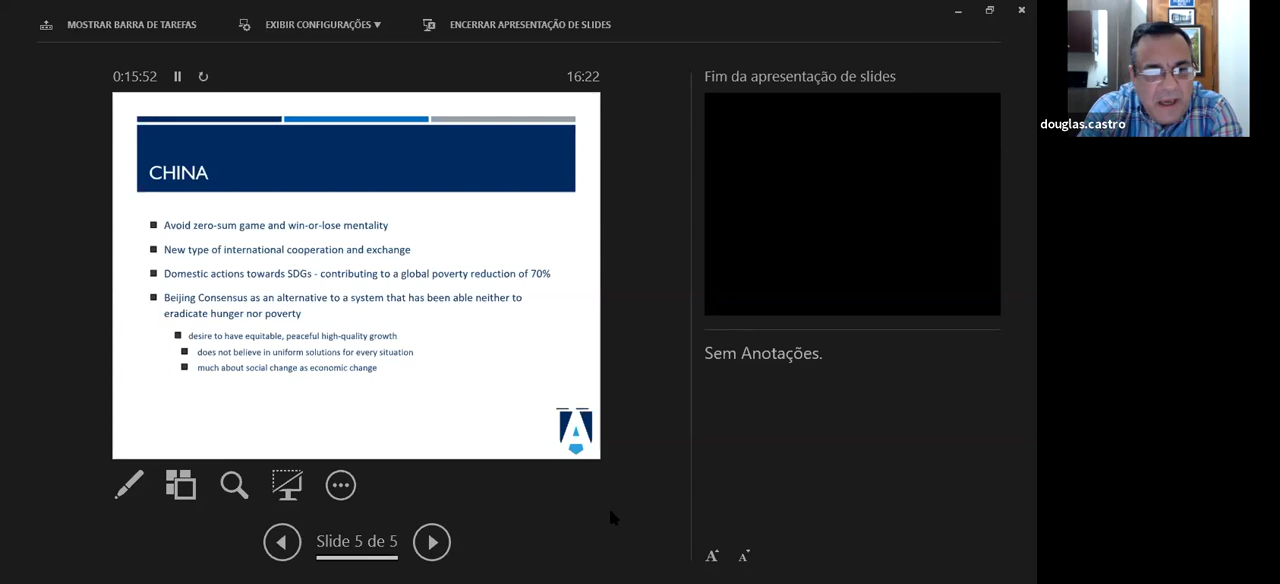 MOSTRAR BARRA DE TAREFAS
EXIBIR CONFIGURAÇÕES ▼
ENCERRAR APRESENTAÇÃO DE SLIDES
0:15:52
16:22
CHINA
Avoid zero-sum game and win-or-lose mentality
New type of international cooperation and exchange
Domestic actions towards SDGs - contributing to a global poverty reduction of 70%
Beijing Consensus as an alternative to a system that has been able neither to
eradicate hunger nor poverty
desire to have equitable, peaceful high-quality growth
does not believe in uniform solutions for every situation
much about social change as economic change
A
Slide 5 de 5
Fim da apresentação de slides
Sem Anotações.
A A
douglas.castro